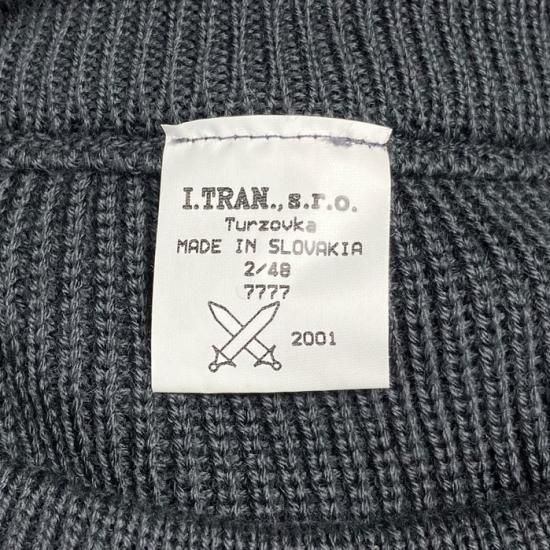 I.TRAN., s.r.o.
Turzovka
MADE IN SLOVAKIA
2/48
7777
2001